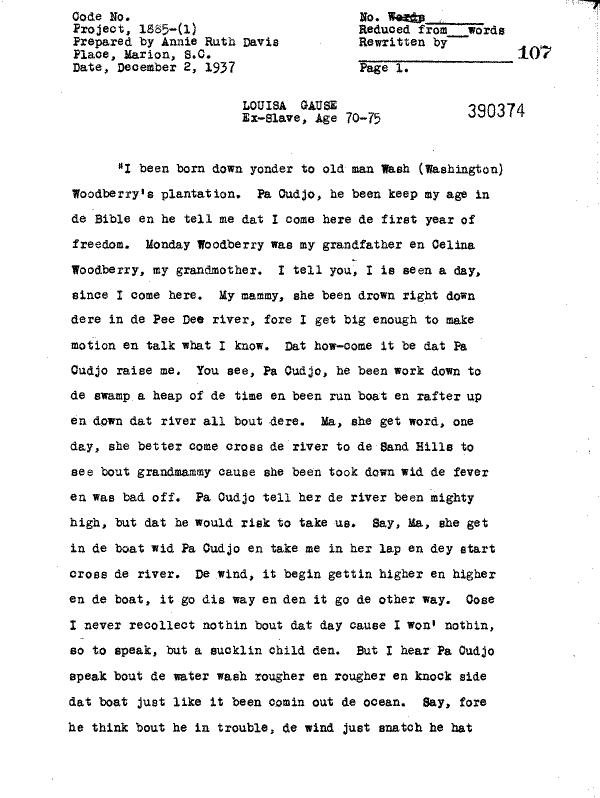 Code No.
Project, 1885-(1)
Prepared by Annie Ruth Davis
Place, Marion, S.C.
Date, December 2, 1937
No. Words
Reduced from words
Rewritten by
107
Page 1.
LOUISA GAUSE
Ex-Slave, Age 70-75
390374
"I been born down yonder to old man Wash (Washington)
Woodberry's plantation. Pa Cudjo, he been keep my age in
de Bible en he tell me dat I come here de first year of
freedom. Monday Woodberry was my grandfather en Celina
Woodberry, my grandmother. I tell you, I is seen a day,
since I come here. My mammy, she been drown right down
dere in de Pee Dee river, fore I get big enough to make
motion en talk what I know. Dat how-come it be dat Pa
Cudjo raise me. You see, Pa Cudjo, he been work down to
de swamp a heap of de time en been run boat en rafter up
en down dat river all bout dere. Ma, she get word, one
day, she better come cross de river to de Sand Hills to
see bout grandmammy cause she been took down wid de fever
en was bad off. Pa Cudjo tell her de river been mighty
high, but dat he would risk to take us. Say, Ma, she get
in de boat wid Pa Cudjo en take me in her lap en dey start
cross de river. De wind, it begin gettin higher en higher
en de boat, it go dis way en den it go de other way. Cose
I never recollect nothin bout dat day cause I won' nothin,
so to speak, but a sucklin child den. But I hear Pa Cudjo
speak bout de water wash rougher en rougher en knock side
dat boat just like it been comin out de ocean. Say, fore
he think bout he in trouble, de wind just snatch he hat